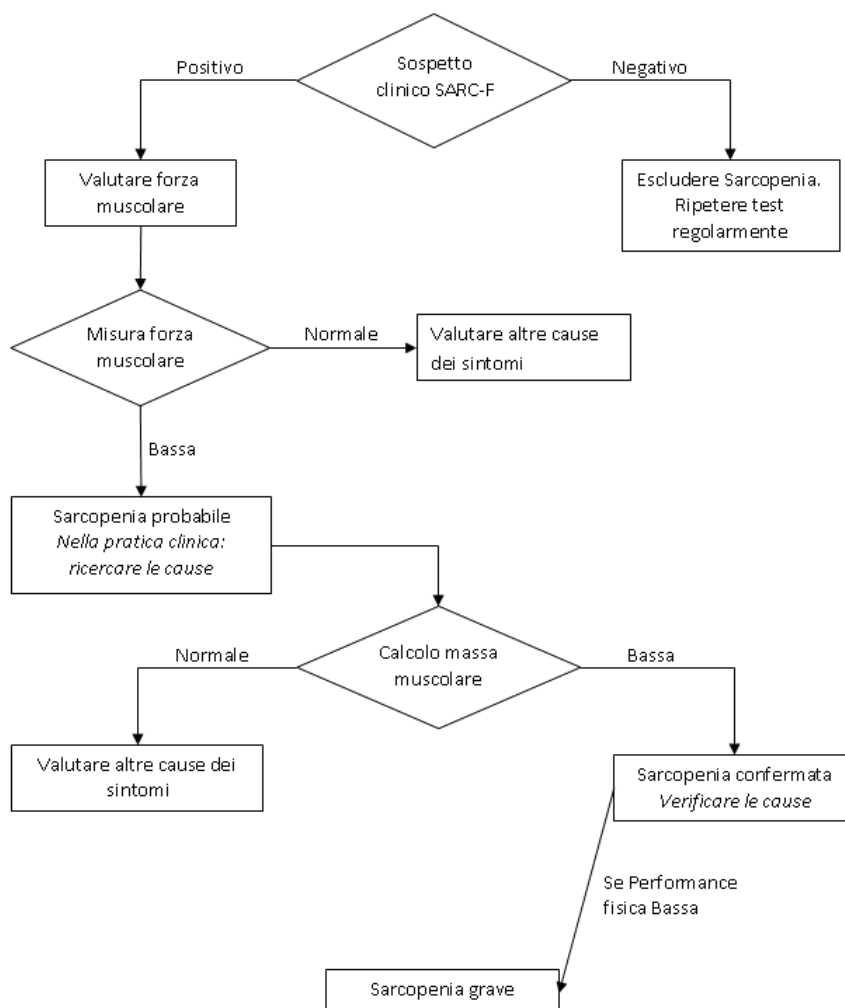 Positivo
Sospetto
clinico SARC-F
Negativo
Valutare forza
muscolare
Escludere Sarcopenia.
Ripetere test
regolarmente
Misura forza
muscolare
Normale
Valutare altre cause
dei sintomi
Bassa
Sarcopenia probabile
Nella pratica clinica:
ricercare le cause
Normale
Calcolo massa
muscolare
Bassa
Valutare altre cause dei
sintomi
Sarcopenia confermata
Verificare le cause
Se Performance
fisica Bassa
Sarcopenia grave